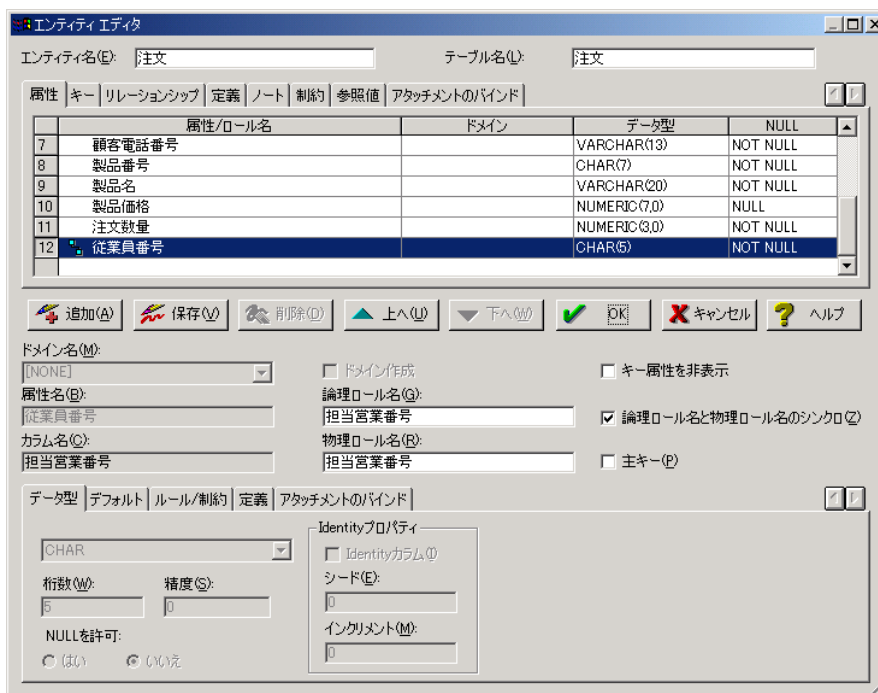 エンティティ エディタ
エンティティ名(E): 注文 テーブル名(L): 注文
属性 キー リレーションシップ 定義 ノート 制約 参照値 アタッチメントのバインド
属性/ロール名 ドメイン データ型 NULL
7 顧客電話番号 VARCHAR(13) NOT NULL
8 製品番号 CHAR(7) NOT NULL
9 製品名 VARCHAR(20) NOT NULL
10 製品価格 NUMERIC(7,0) NULL
11 注文数量 NUMERIC(3,0) NOT NULL
12 従業員番号 CHAR(5) NOT NULL
追加(A) 保存(V) 削除(D) 上へ(U) 下へ(W) OK キャンセル ヘルプ
ドメイン名(M):
[NONE] ドメイン作成 キー属性を非表示
属性名(B): 論理ロール名(G):
従業員番号 担当営業番号 論理ロール名と物理ロール名のシンクロ(Z)
カラム名(C): 物理ロール名(R):
担当営業番号 担当営業番号 主キー(P)
データ型 デフォルト ルール/制約 定義 アタッチメントのバインド
Identityプロパティ
CHAR Identityカラム(I)
桁数(W): 精度(S): シード(E):
5 0 0
NULLを許可: インクリメント(M):
はい いいえ 0